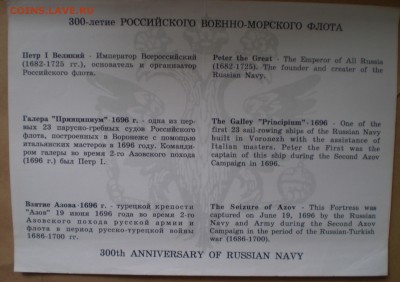 COINS.LAVE.RU
300-летие РОССИЙСКОГО ВОЕННО-МОРСКОГО ФЛОТА
Петр I Великий - Император Всероссийский
(1682-1725 гг.), основатель и организатор
Российского флота.
Peter the Great - The Emperor of All Russia
(1682-1725). The founder and creater of the
Russian Navy.
Галера "Принципиум" 1696 г. - одна из пер-
вых 23 парусно-гребных судов Российского
флота, построенных в Воронеже с помощью
итальянских мастеров в 1696 году. Команди-
ром галеры во время 2-го Азовского похода
(1696 г.) был Петр I.
The Galley "Principium" -1696 - One of the
first 23 sail-rowing ships of the Russian Navy
built in Voronezh with the assistance of
Italian masters. Peter the First was the
captain of this ship during the Second Azov
Campaign in 1696.
Взятие Азова-1696 г. - турецкой крепости
"Азов" 19 июня 1696 года во время 2-го
Азовского похода русской армии и
флота в период русско-турецкой войны
1686-1700 гг.
The Seizure of Azov - This Fortress was
captured on June 19, 1696 by the Russian
Navy and Army during the Second Azov
Campaign in the period of the Russian-Turkish
war (1686-1700).
300th ANNIVERSARY OF RUSSIAN NAVY